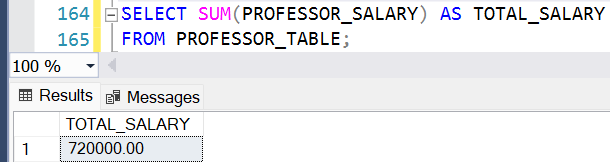 164 SELECT SUM(PROFESSOR_SALARY) AS TOTAL_SALARY
165 FROM PROFESSOR_TABLE;
100 %
Results Messages
TOTAL_SALARY
1 720000.00